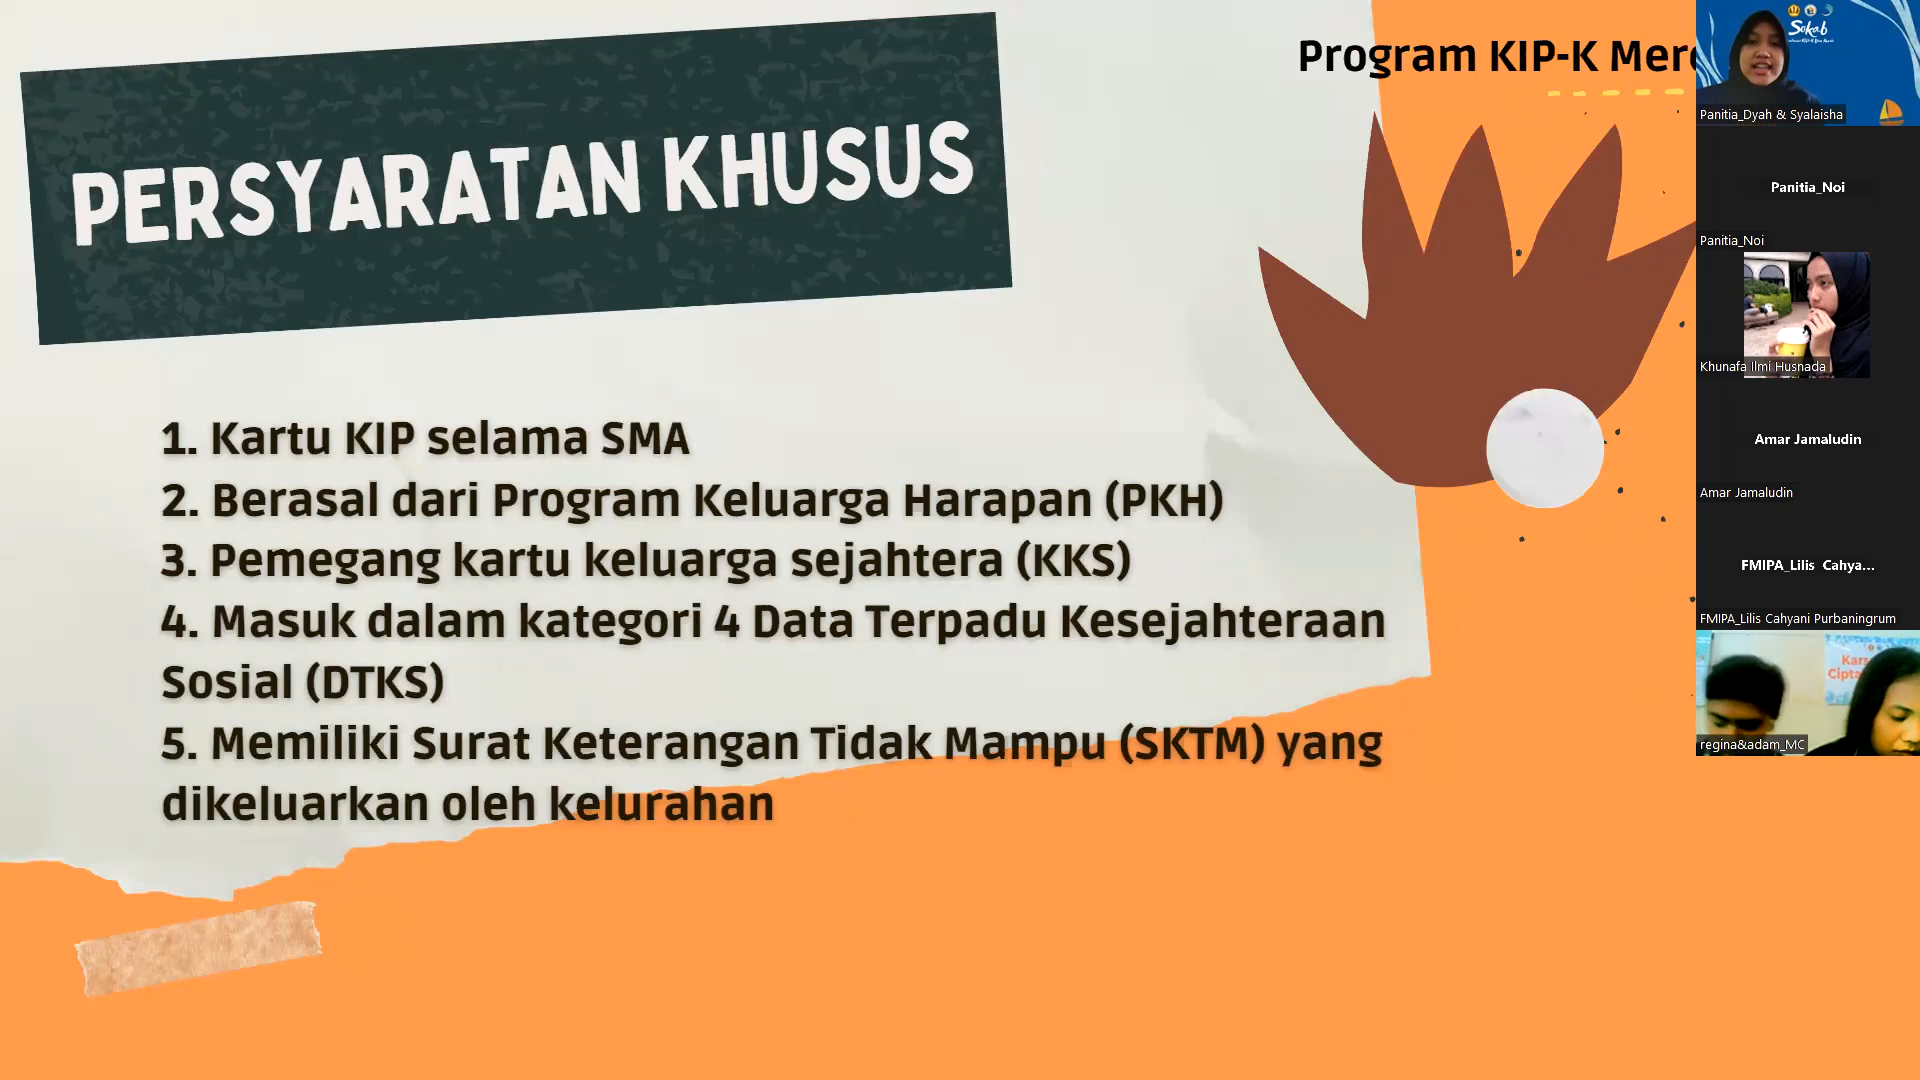 PERSYARATAN KHUSUS
Program KIP-K
1. Kartu KIP selama SMA
2. Berasal dari Program Keluarga Harapan (PKH)
3. Pemegang kartu keluarga sejahtera (KKS)
4. Masuk dalam kategori 4 Data Terpadu Kesejahteraan
Sosial (DTKS)
5. Memiliki Surat Keterangan Tidak Mampu (SKTM) yang
dikeluarkan oleh kelurahan
Sokab
Panitia_Dyah & Syalaisha
Panitia_Noi
Panitia_Noi
Khunafa Ilmi Husnada
Amar Jamaludin
Amar Jamaludin
FMIPA_Lilis Cahya...
FMIPA_Lilis Cahyani Purbaningrum
regina&adam_MC